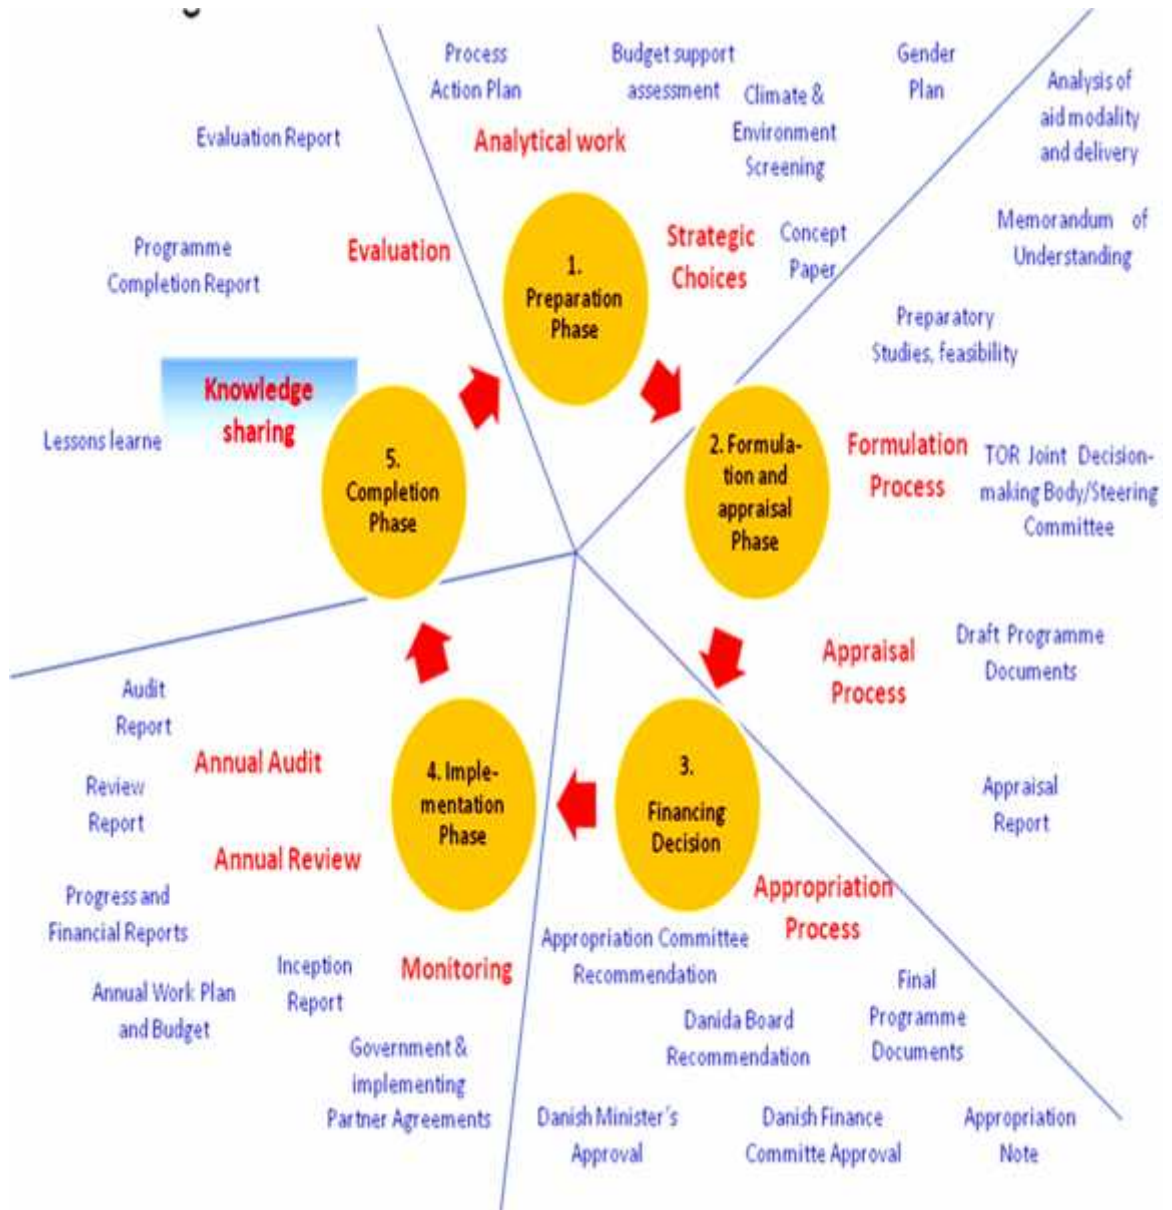 Process
Action Plan
Budget support
assessment
Climate &
Environment
Screening
Gender
Plan
Analytical work
Strategic
Choices
Concept
Paper
1.
Preparation
Phase
Analysis of
aid modality
and delivery
Memorandum of
Understanding
Preparatory
Studies, feasibility
Formulation
Process
TOR Joint Decision-
making Body/Steering
Committee
2. Formula-
tion and
appraisal
Phase
Appraisal
Process
Draft Programme
Documents
Appraisal
Report
3.
Financing
Decision
Appropriation
Process
Appropriation Committee
Recommendation
Danida Board
Recommendation
Final
Programme
Documents
Danish Minister's
Approval
Danish Finance
Committe Approval
Appropriation
Note
4. Imple-
mentation
Phase
Audit
Report
Annual Audit
Review
Report
Annual Review
Progress and
Financial Reports
Monitoring
Inception
Report
Annual Work Plan
and Budget
Government &
implementing
Partner Agreements
5.
Completion
Phase
Evaluation Report
Evaluation
Programme
Completion Report
Knowledge
sharing
Lessons learne